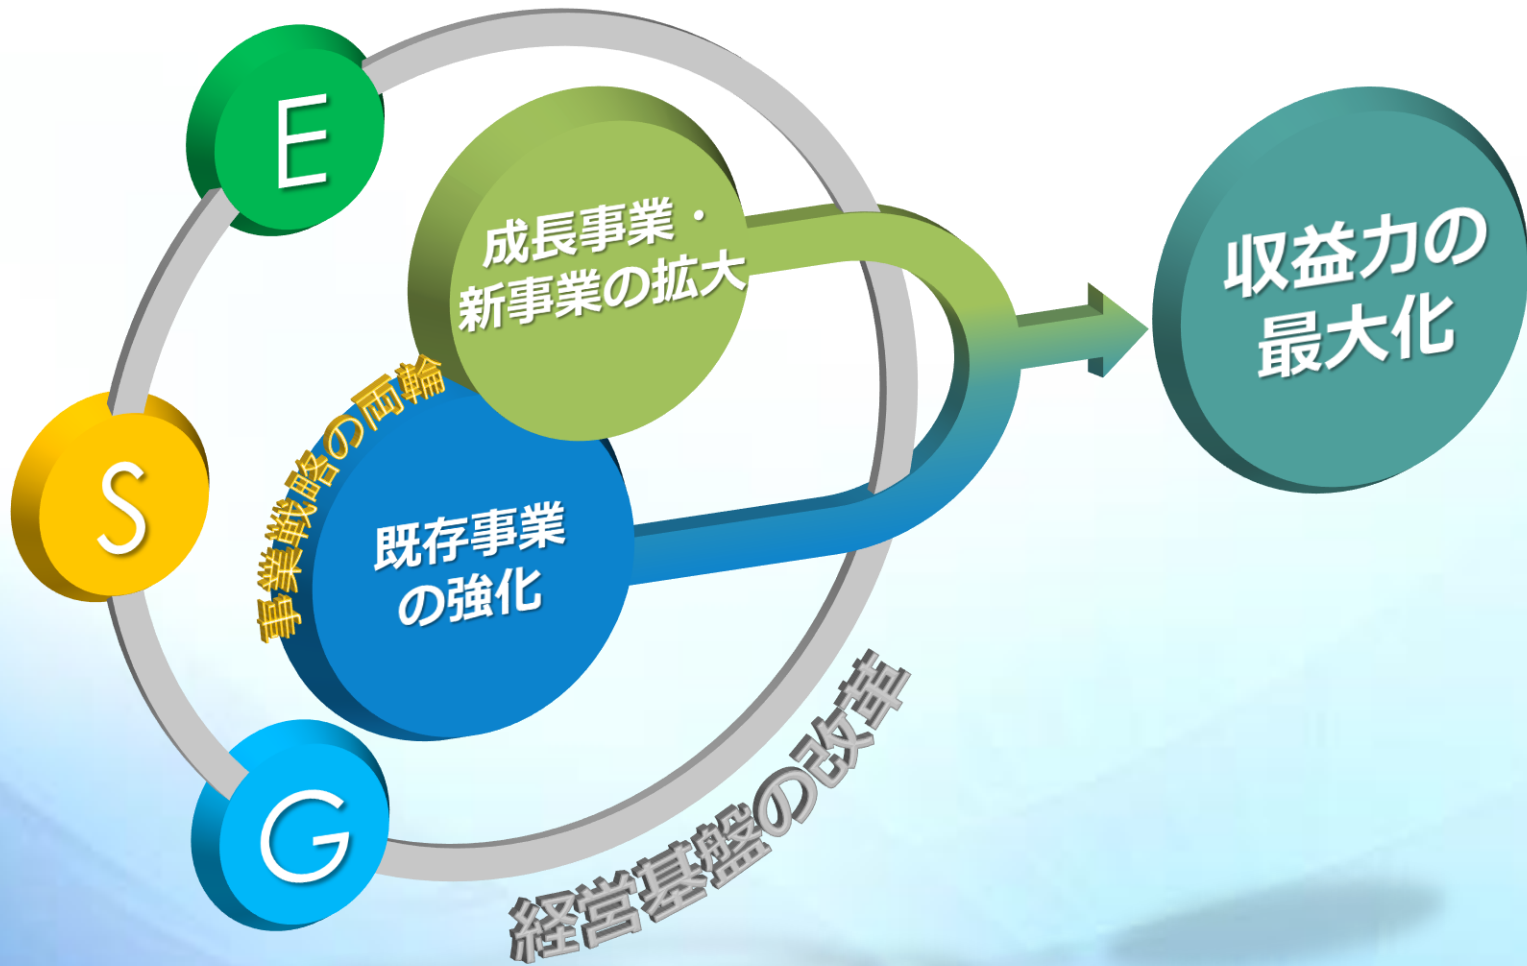 E
成長事業・
新事業の拡大
収益力の
最大化
事業戦略の両輪
S
既存事業
の強化
G
経営基盤の改革